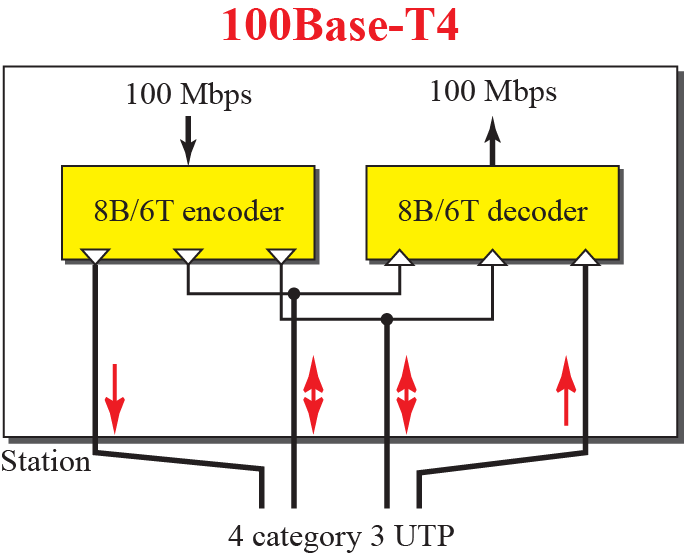 100Base-T4
100 Mbps
100 Mbps
8B/6T encoder
8B/6T decoder
Station
4 category 3 UTP